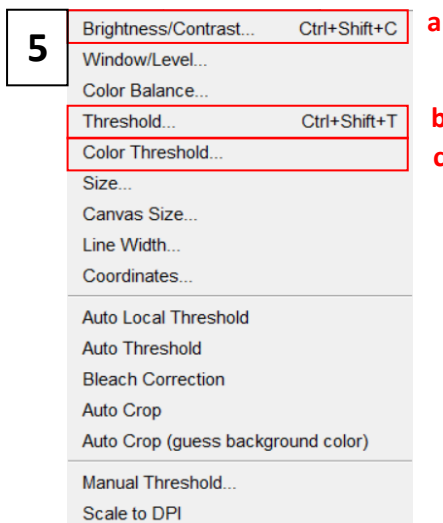 5
Brightness/Contrast... Ctrl+Shift+C a
Window/Level...
Color Balance...
Threshold... Ctrl+Shift+T b
Color Threshold... c
Size...
Canvas Size...
Line Width...
Coordinates...
Auto Local Threshold
Auto Threshold
Bleach Correction
Auto Crop
Auto Crop (guess background color)
Manual Threshold...
Scale to DPI